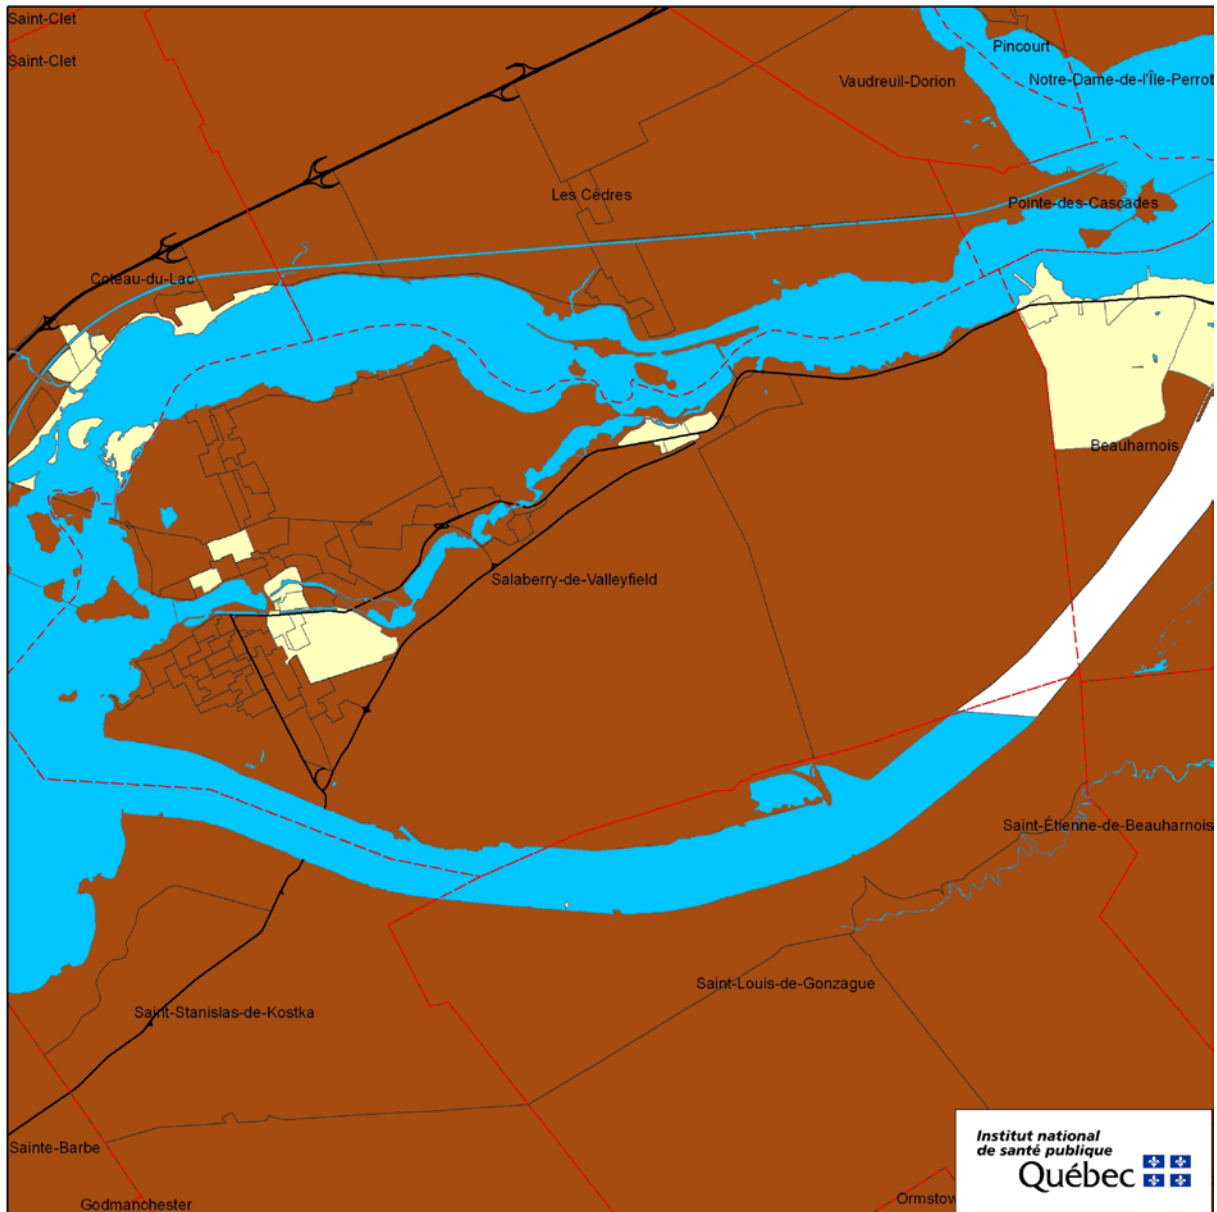 Saint-Clet
Pincourt
Saint-Clet
Vaudreuil-Dorion
Notre-Dame-de-l'Île-Perrot
Les Cèdres
Pointe-des-Cascades
Coteau-du-Lac
Beauharnois
Salaberry-de-Valleyfield
Saint-Étienne-de-Beauharnois
Saint-Louis-de-Gonzague
Saint-Stanislas-de-Kostka
Institut national
de santé publique
Québec
Sainte-Barbe
Godmanchester
Ormstow